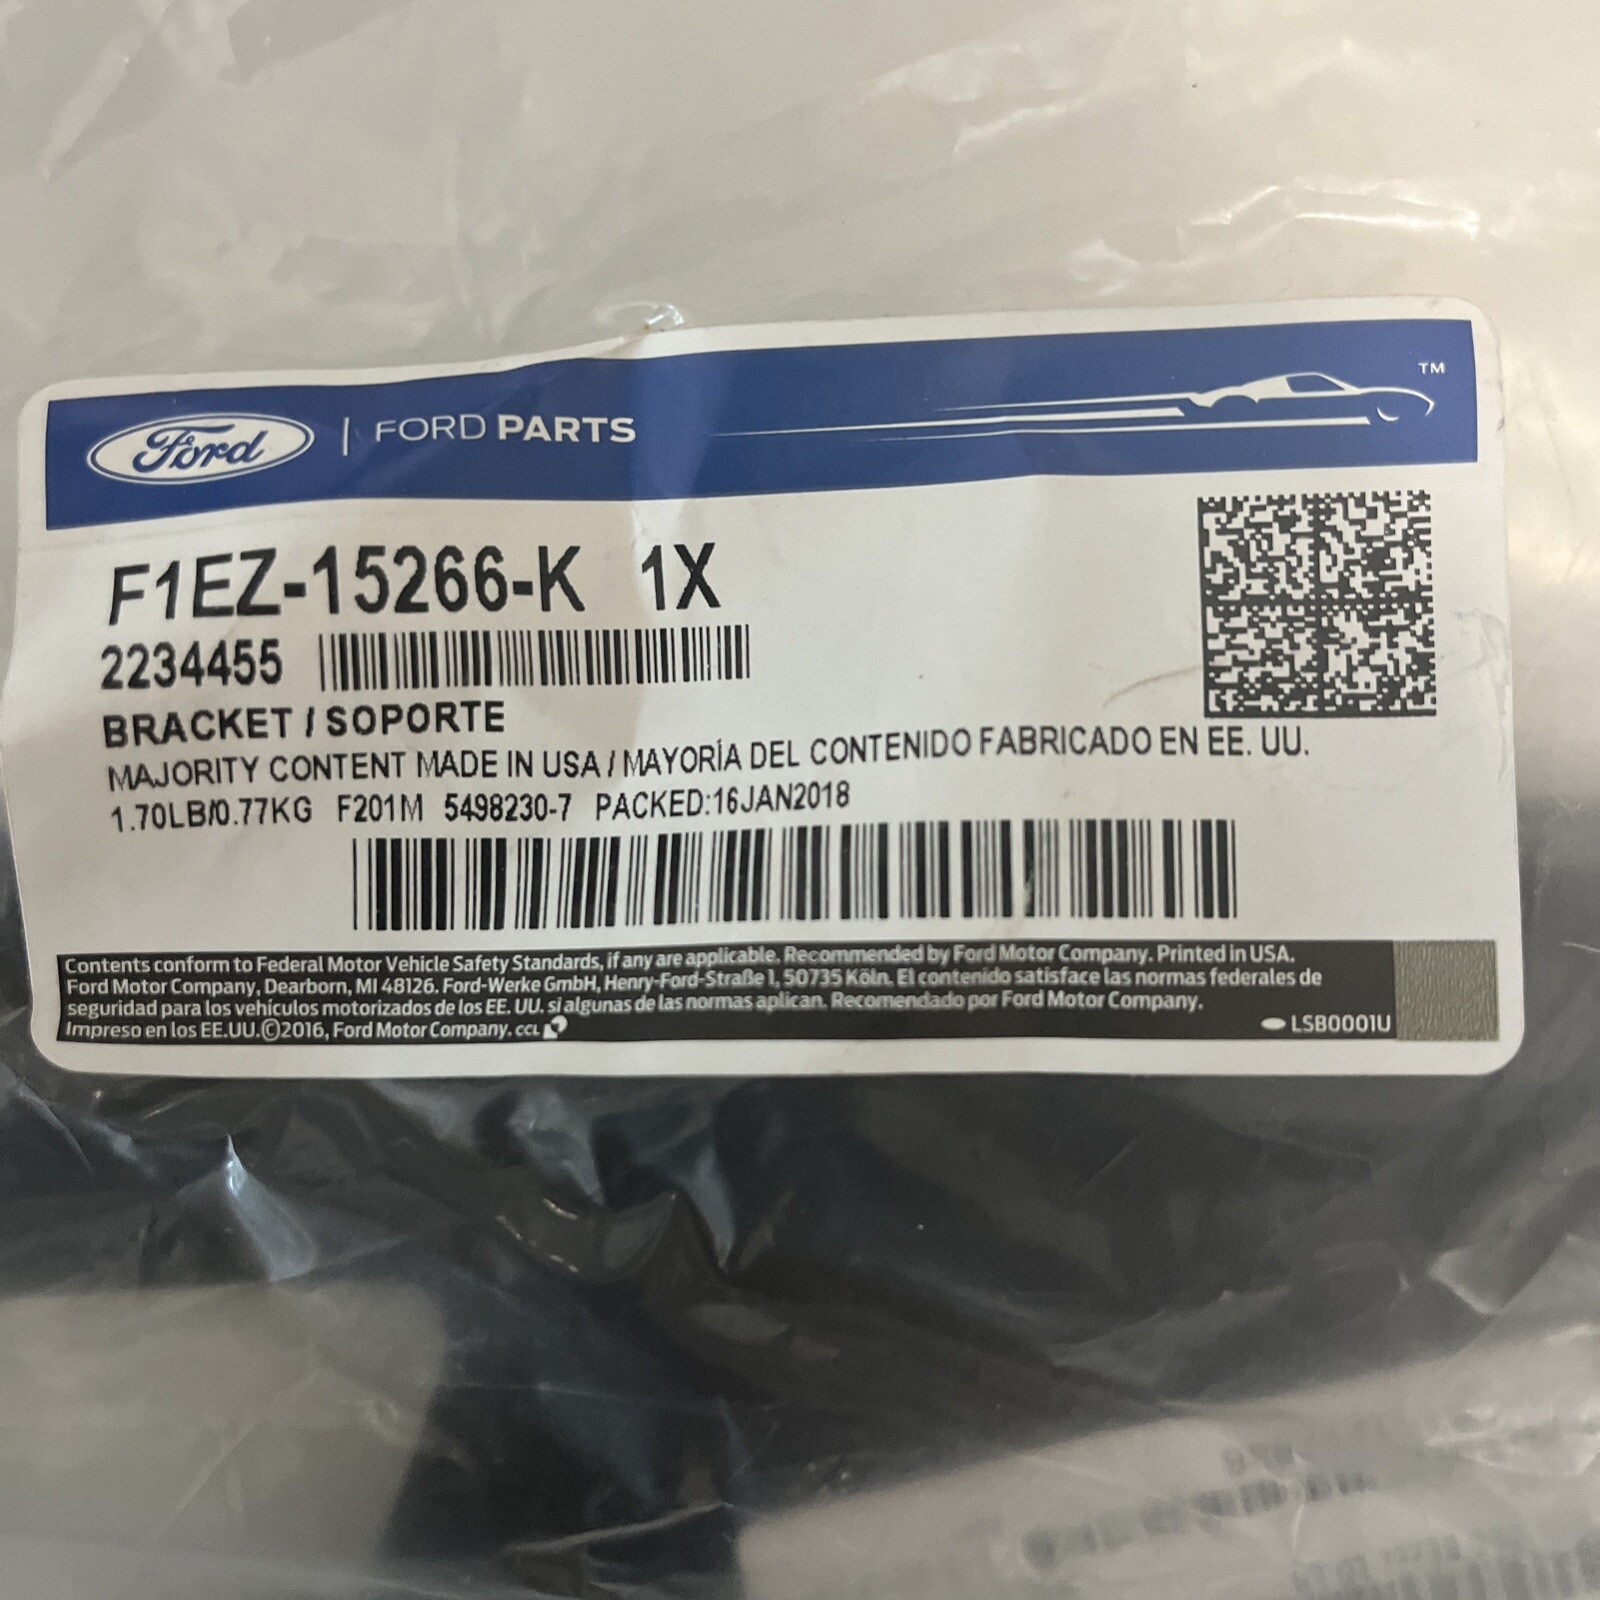 Ford | FORD PARTS
TM
F1EZ-15266-K 1X
2234455
BRACKET / SOPORTE
MAJORITY CONTENT MADE IN USA / MAYORÍA DEL CONTENIDO FABRICADO EN EE. UU.
1.70LB/0.77KG F201M 5498230-7 PACKED:16JAN2018
Contents conform to Federal Motor Vehicle Safety Standards, if any are applicable. Recommended by Ford Motor Company. Printed in USA.
Ford Motor Company, Dearborn, MI 48126. Ford-Werke GmbH, Henry-Ford-Straße 1, 50735 Köln. El contenido satisface las normas federales de
seguridad para los vehículos motorizados de los EE. UU. si algunas de las normas aplican. Recomendado por Ford Motor Company.
Impreso en los EE.UU.©2016, Ford Motor Company. CCL
LSB0001U